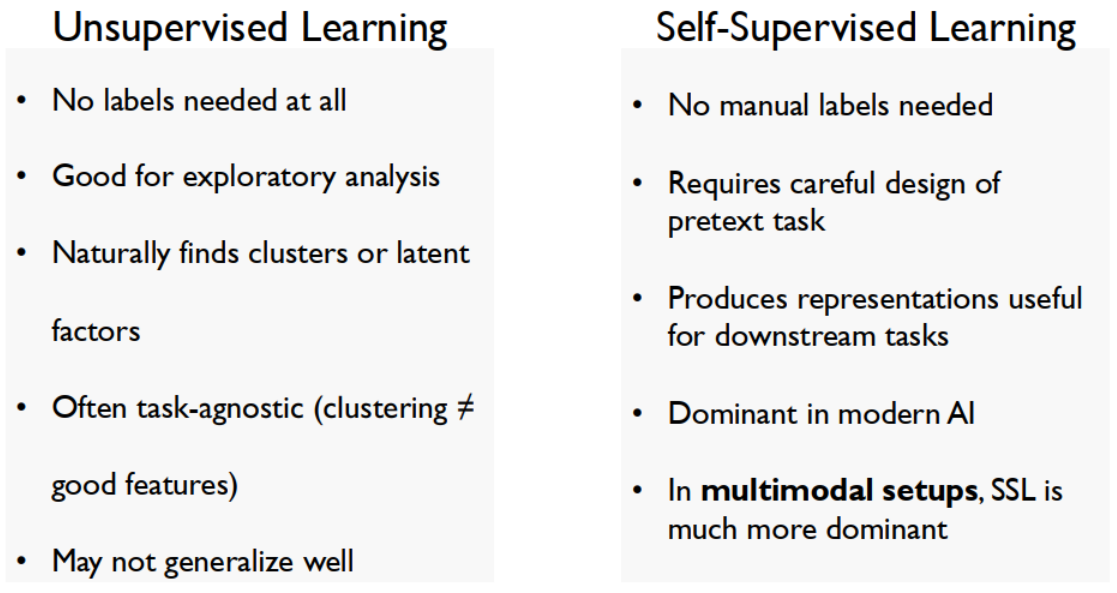 Unsupervised Learning
• No labels needed at all
• Good for exploratory analysis
• Naturally finds clusters or latent
factors
• Often task-agnostic (clustering ≠
good features)
• May not generalize well
Self-Supervised Learning
• No manual labels needed
• Requires careful design of
pretext task
• Produces representations useful
for downstream tasks
• Dominant in modern AI
• In multimodal setups, SSL is
much more dominant